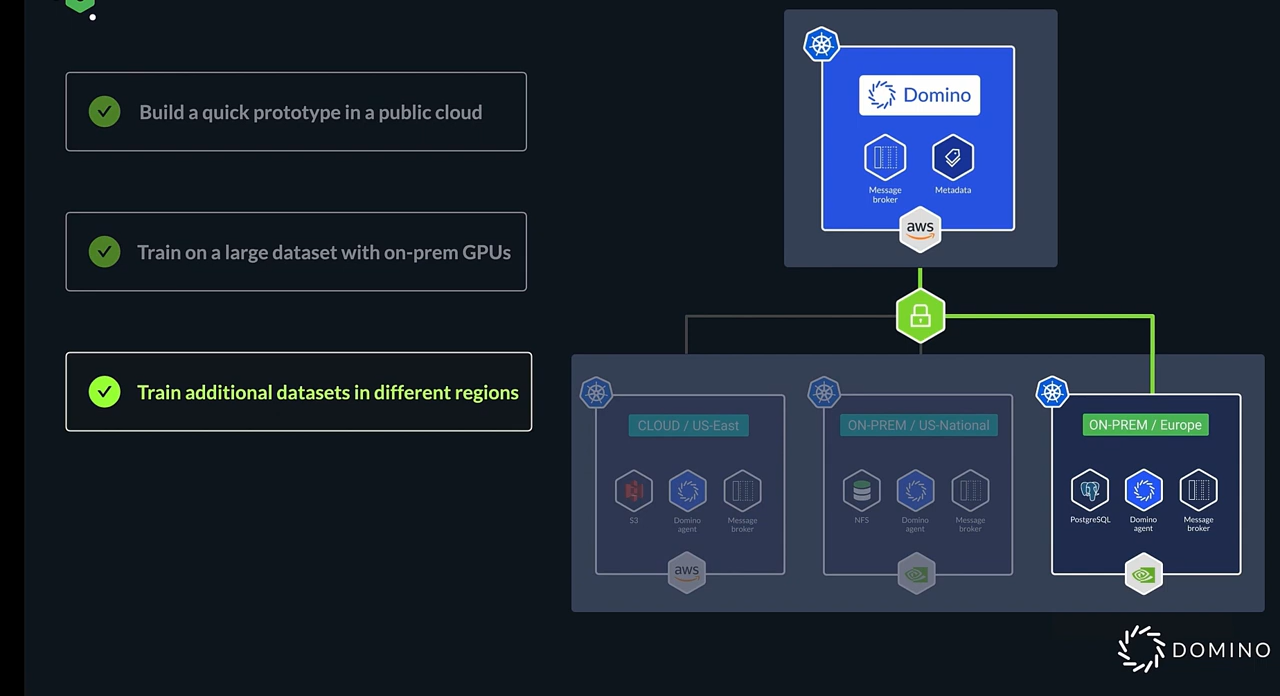 Build a quick prototype in a public cloud
Train on a large dataset with on-prem GPUs
Train additional datasets in different regions
Domino
Message
broker
Metadata
aws
CLOUD / US-East
S3
Domino
agent
Message
broker
aws
ON-PREM / US-National
NFS
Domino
agent
Message
broker
ON-PREM / Europe
PostgreSQL
Domino
agent
Message
broker
DOMINO